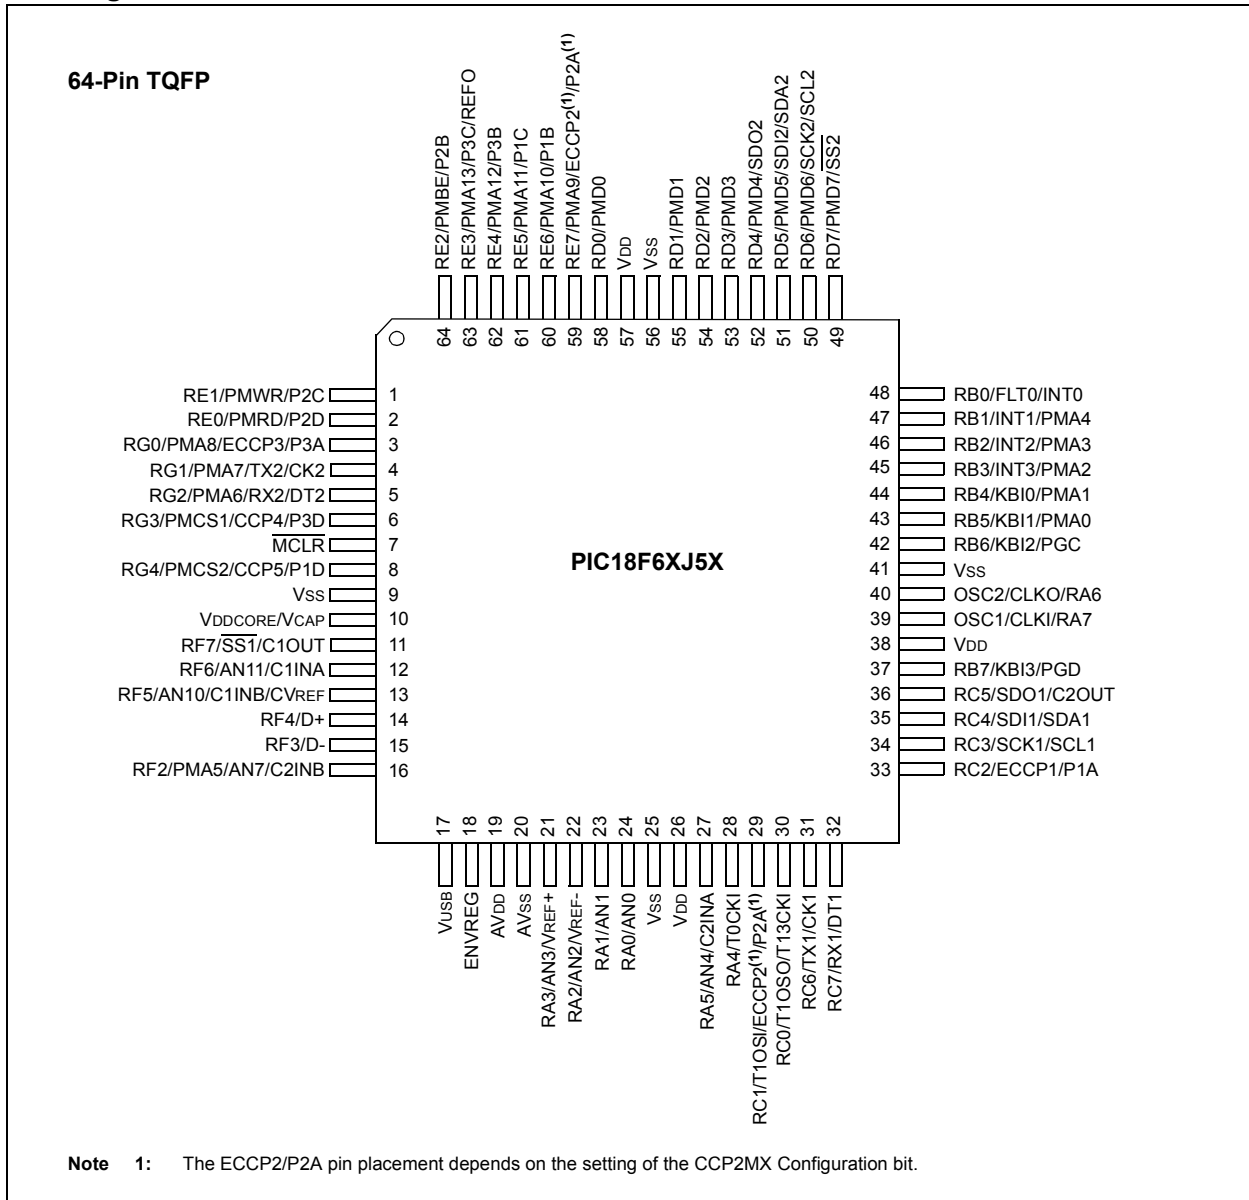 64-Pin TQFP
RE2/PMBE/P2B
RE3/PMA13/P3C/REFO
RE4/PMA12/P3B
RE5/PMA11/P1C
RE6/PMA10/P1B
RE7/PMA9/ECCP2(1)/P2A(1)
RD0/PMD0
VDD
VSS
RD1/PMD1
RD2/PMD2
RD3/PMD3
RD4/PMD4/SDO2
RD5/PMD5/SDI2/SDA2
RD6/PMD6/SCK2/SCL2
RD7/PMD7/SS2
64 63 62 61 60 59 58 57 56 55 54 53 52 51 50 49
RE1/PMWR/P2C 1
RE0/PMRD/P2D 2
RG0/PMA8/ECCP3/P3A 3
RG1/PMA7/TX2/CK2 4
RG2/PMA6/RX2/DT2 5
RG3/PMCS1/CCP4/P3D 6
MCLR 7
RG4/PMCS2/CCP5/P1D 8
VSS 9
VDDCORE/VCAP 10
RF7/SS1/C1OUT 11
RF6/AN11/C1INA 12
RF5/AN10/C1INB/CVREF 13
RF4/D+ 14
RF3/D- 15
RF2/PMA5/AN7/C2INB 16
PIC18F6XJ5X
48 RB0/FLT0/INT0
47 RB1/INT1/PMA4
46 RB2/INT2/PMA3
45 RB3/INT3/PMA2
44 RB4/KBI0/PMA1
43 RB5/KBI1/PMA0
42 RB6/KBI2/PGC
41 VSS
40 OSC2/CLKO/RA6
39 OSC1/CLKI/RA7
38 VDD
37 RB7/KBI3/PGD
36 RC5/SDO1/C2OUT
35 RC4/SDI1/SDA1
34 RC3/SCK1/SCL1
33 RC2/ECCP1/P1A
17 18 19 20 21 22 23 24 25 26 27 28 29 30 31 32
VUSB
ENVREG
AVDD
AVSS
RA3/AN3/VREF+
RA2/AN2/VREF-
RA1/AN1
RA0/AN0
VSS
VDD
RA5/AN4/C2INA
RA4/T0CKI
RC1/T1OSI/ECCP2(1)/P2A(1)
RC0/T1OSO/T13CKI
RC6/TX1/CK1
RC7/RX1/DT1
Note 1: The ECCP2/P2A pin placement depends on the setting of the CCP2MX Configuration bit.